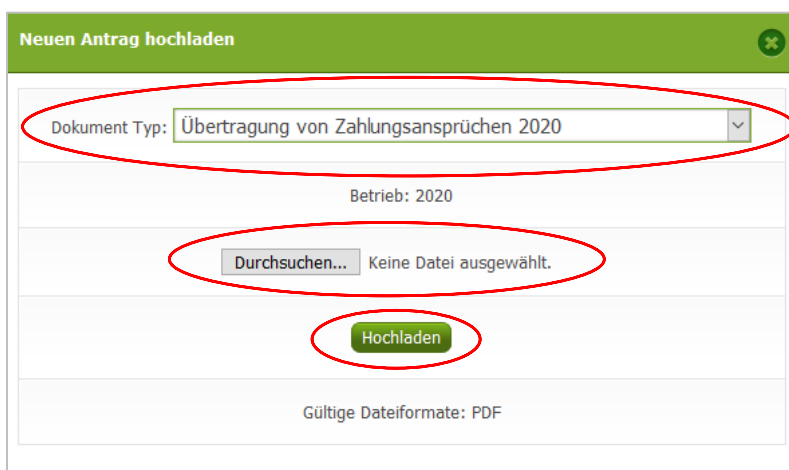 Neuen Antrag hochladen
Dokument Typ: Übertragung von Zahlungsansprüchen 2020
Betrieb: 2020
Durchsuchen... Keine Datei ausgewählt.
Hochladen
Gültige Dateiformate: PDF